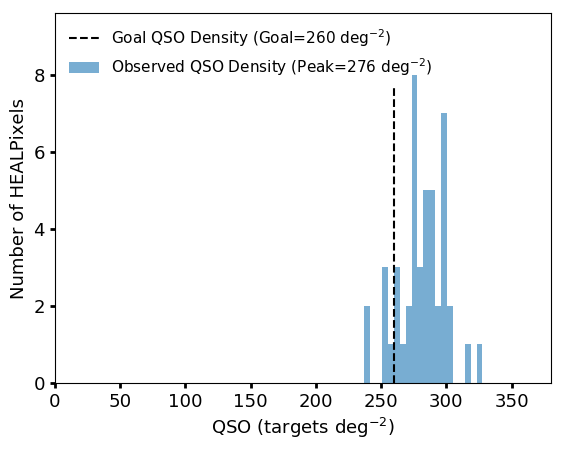 Goal QSO Density (Goal=260 deg⁻²)
Observed QSO Density (Peak=276 deg⁻²)
Number of HEALPixels
8
6
4
2
0
0 50 100 150 200 250 300 350
QSO (targets deg⁻²)